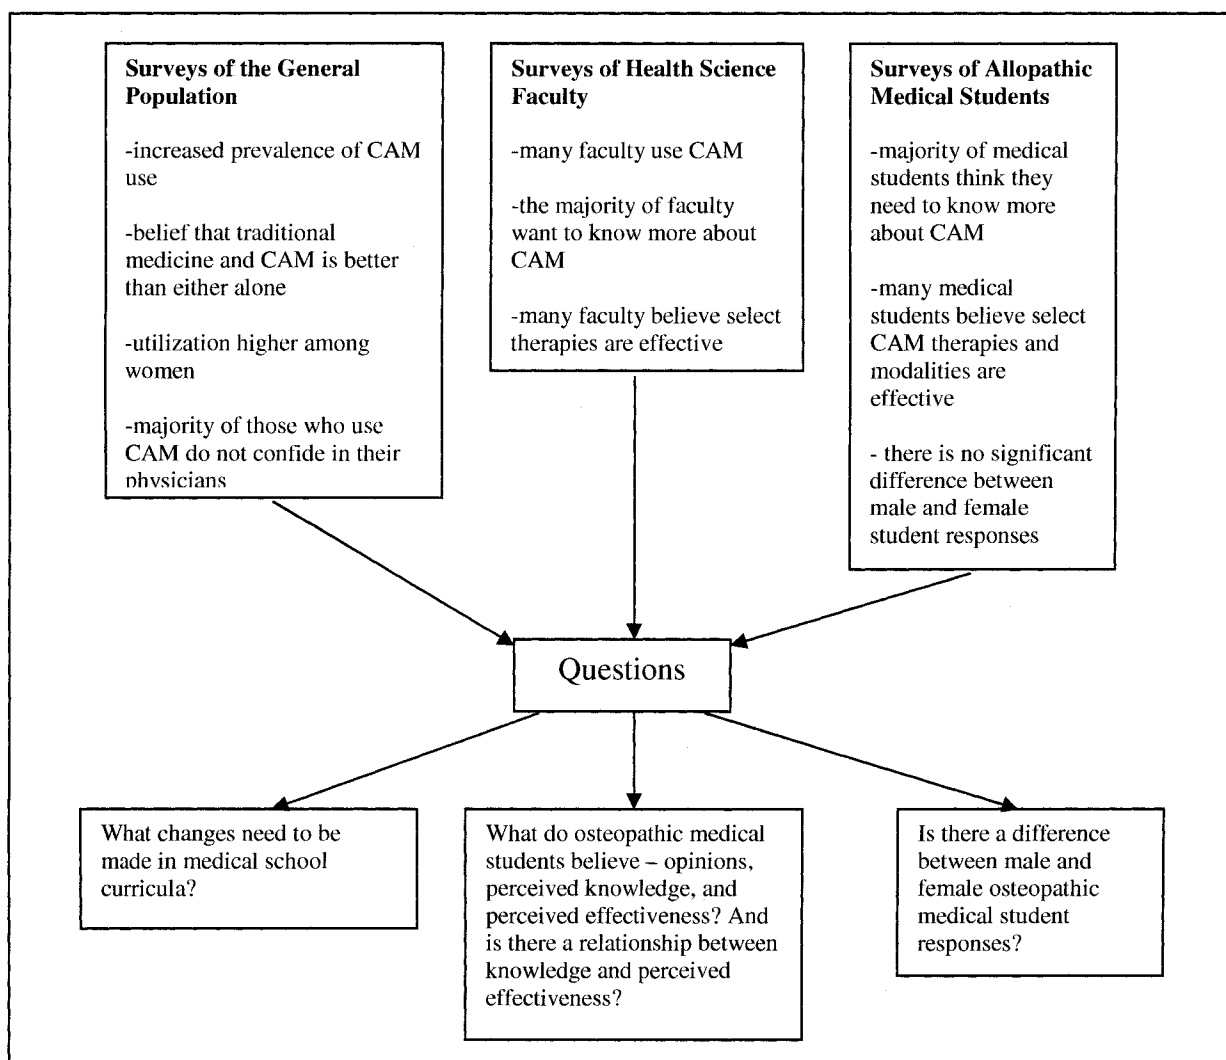 Surveys of the General
Population
-increased prevalence of CAM
use
-belief that traditional
medicine and CAM is better
than either alone
-utilization higher among
women
-majority of those who use
CAM do not confide in their
physicians
Surveys of Health Science
Faculty
-many faculty use CAM
-the majority of faculty
want to know more about
CAM
-many faculty believe select
therapies are effective
Surveys of Allopathic
Medical Students
-majority of medical
students think they
need to know more
about CAM
-many medical
students believe select
CAM therapies and
modalities are
effective
- there is no significant
difference between
male and female
student responses
Questions
What changes need to be
made in medical school
curricula?
What do osteopathic medical
students believe – opinions,
perceived knowledge, and
perceived effectiveness? And
is there a relationship between
knowledge and perceived
effectiveness?
Is there a difference
between male and
female osteopathic
medical student
responses?